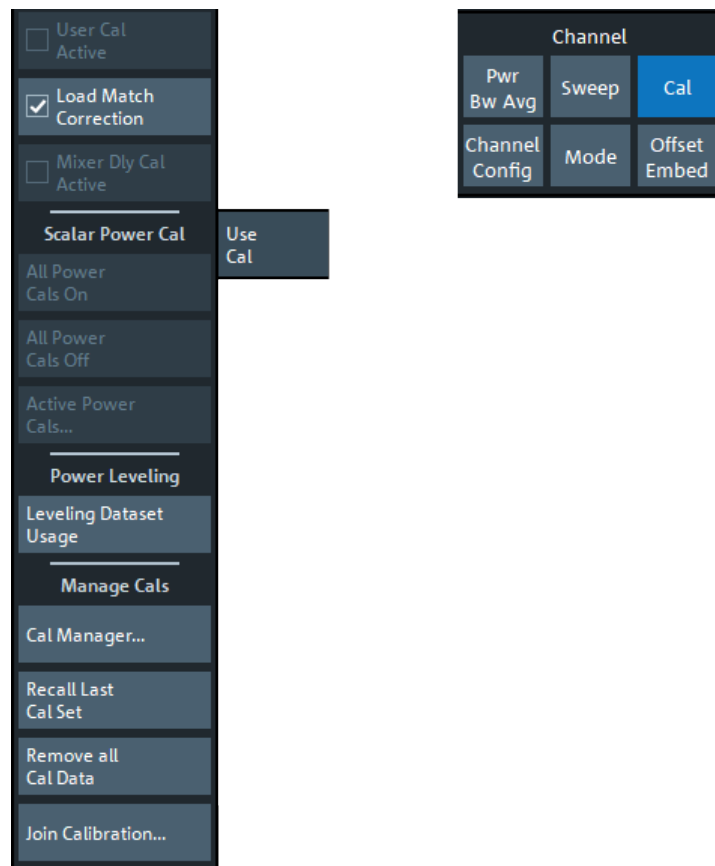 User Cal
Active
Load Match
Correction
Mixer Dly Cal
Active
Scalar Power Cal
All Power
Cals On
All Power
Cals Off
Active Power
Cals...
Power Leveling
Leveling Dataset
Usage
Manage Cals
Cal Manager...
Recall Last
Cal Set
Remove all
Cal Data
Join Calibration...
Use
Cal
Channel
Pwr
Bw Avg
Sweep
Cal
Channel
Config
Mode
Offset
Embed